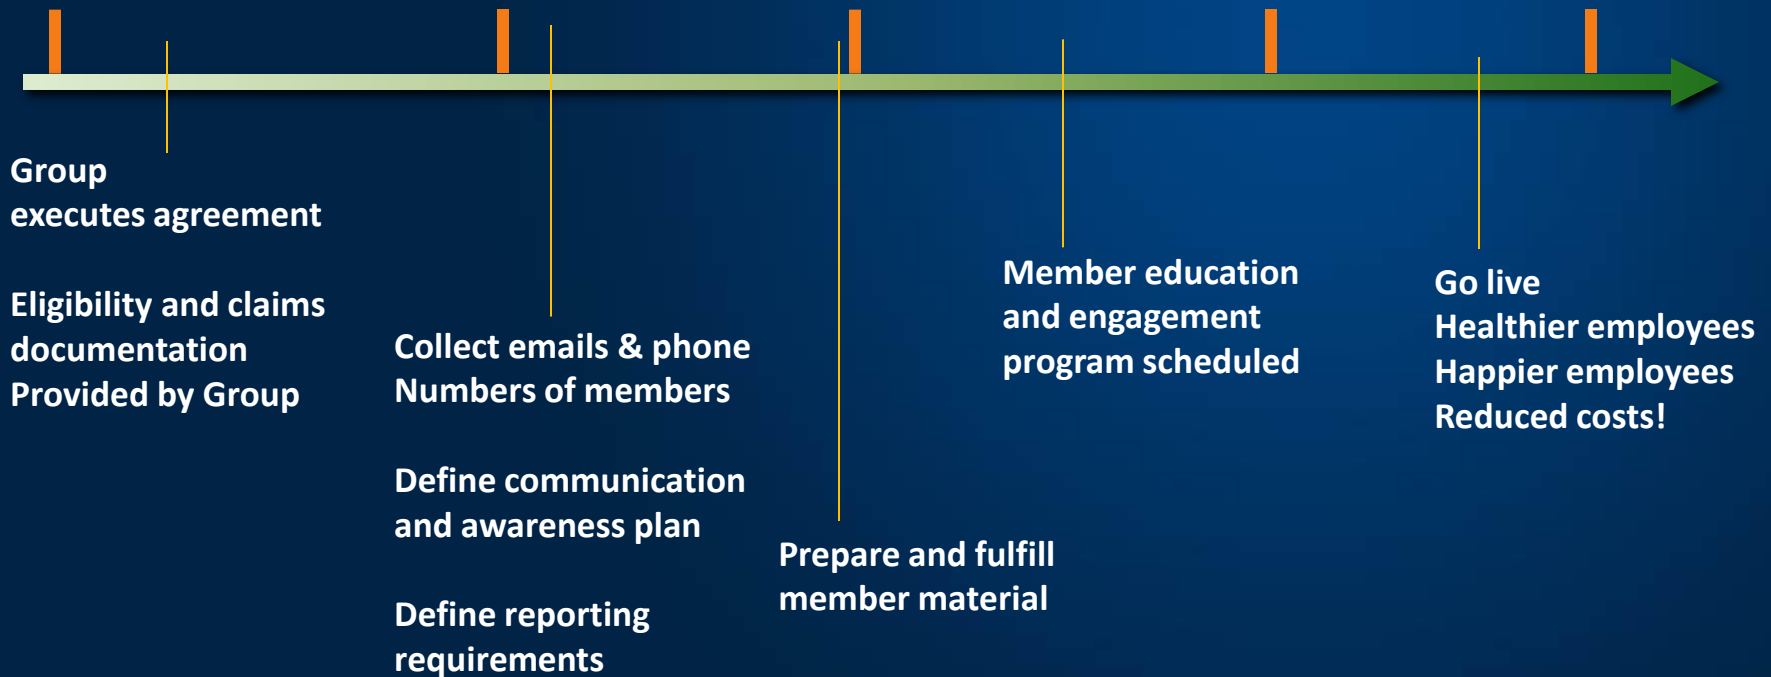 Group
executes agreement
Eligibility and claims
documentation
Provided by Group
Collect emails & phone
Numbers of members
Define communication
and awareness plan
Define reporting
requirements
Prepare and fulfill
member material
Member education
and engagement
program scheduled
Go live
Healthier employees
Happier employees
Reduced costs!